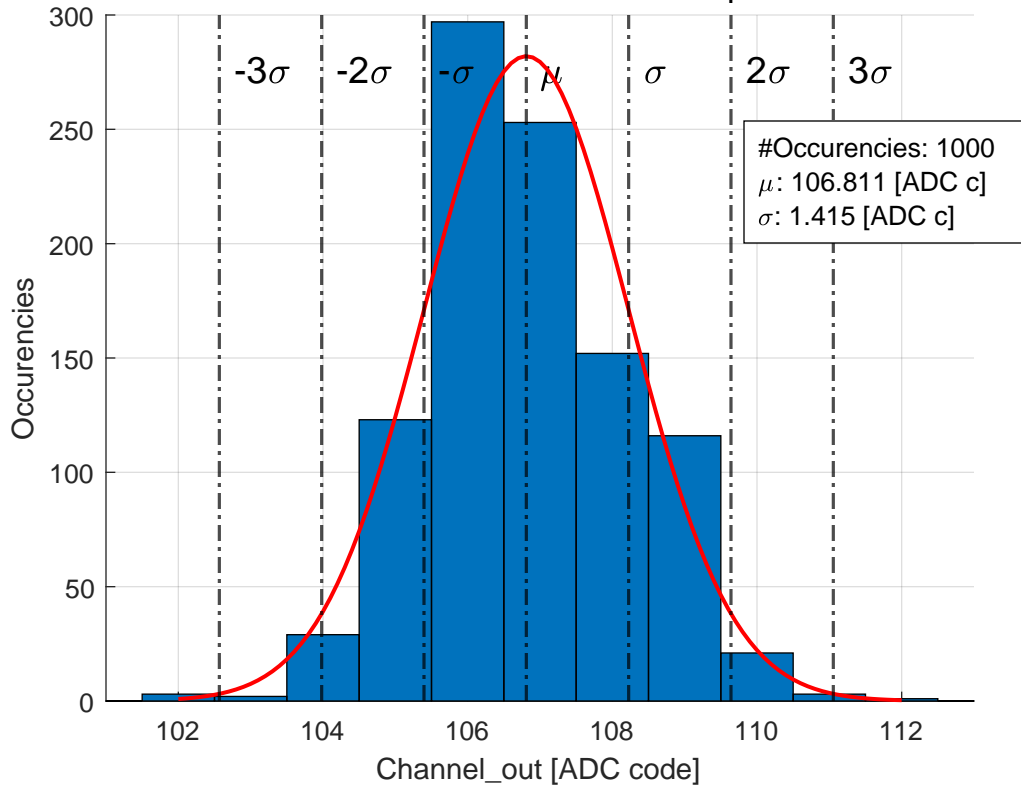 300
250
200
150
100
50
0
-3σ -2σ -σ μ σ 2σ 3σ
#Occurencies: 1000
μ: 106.811 [ADC c]
σ: 1.415 [ADC c]
Occurencies
102 104 106 108 110 112
Channel_out [ADC code]